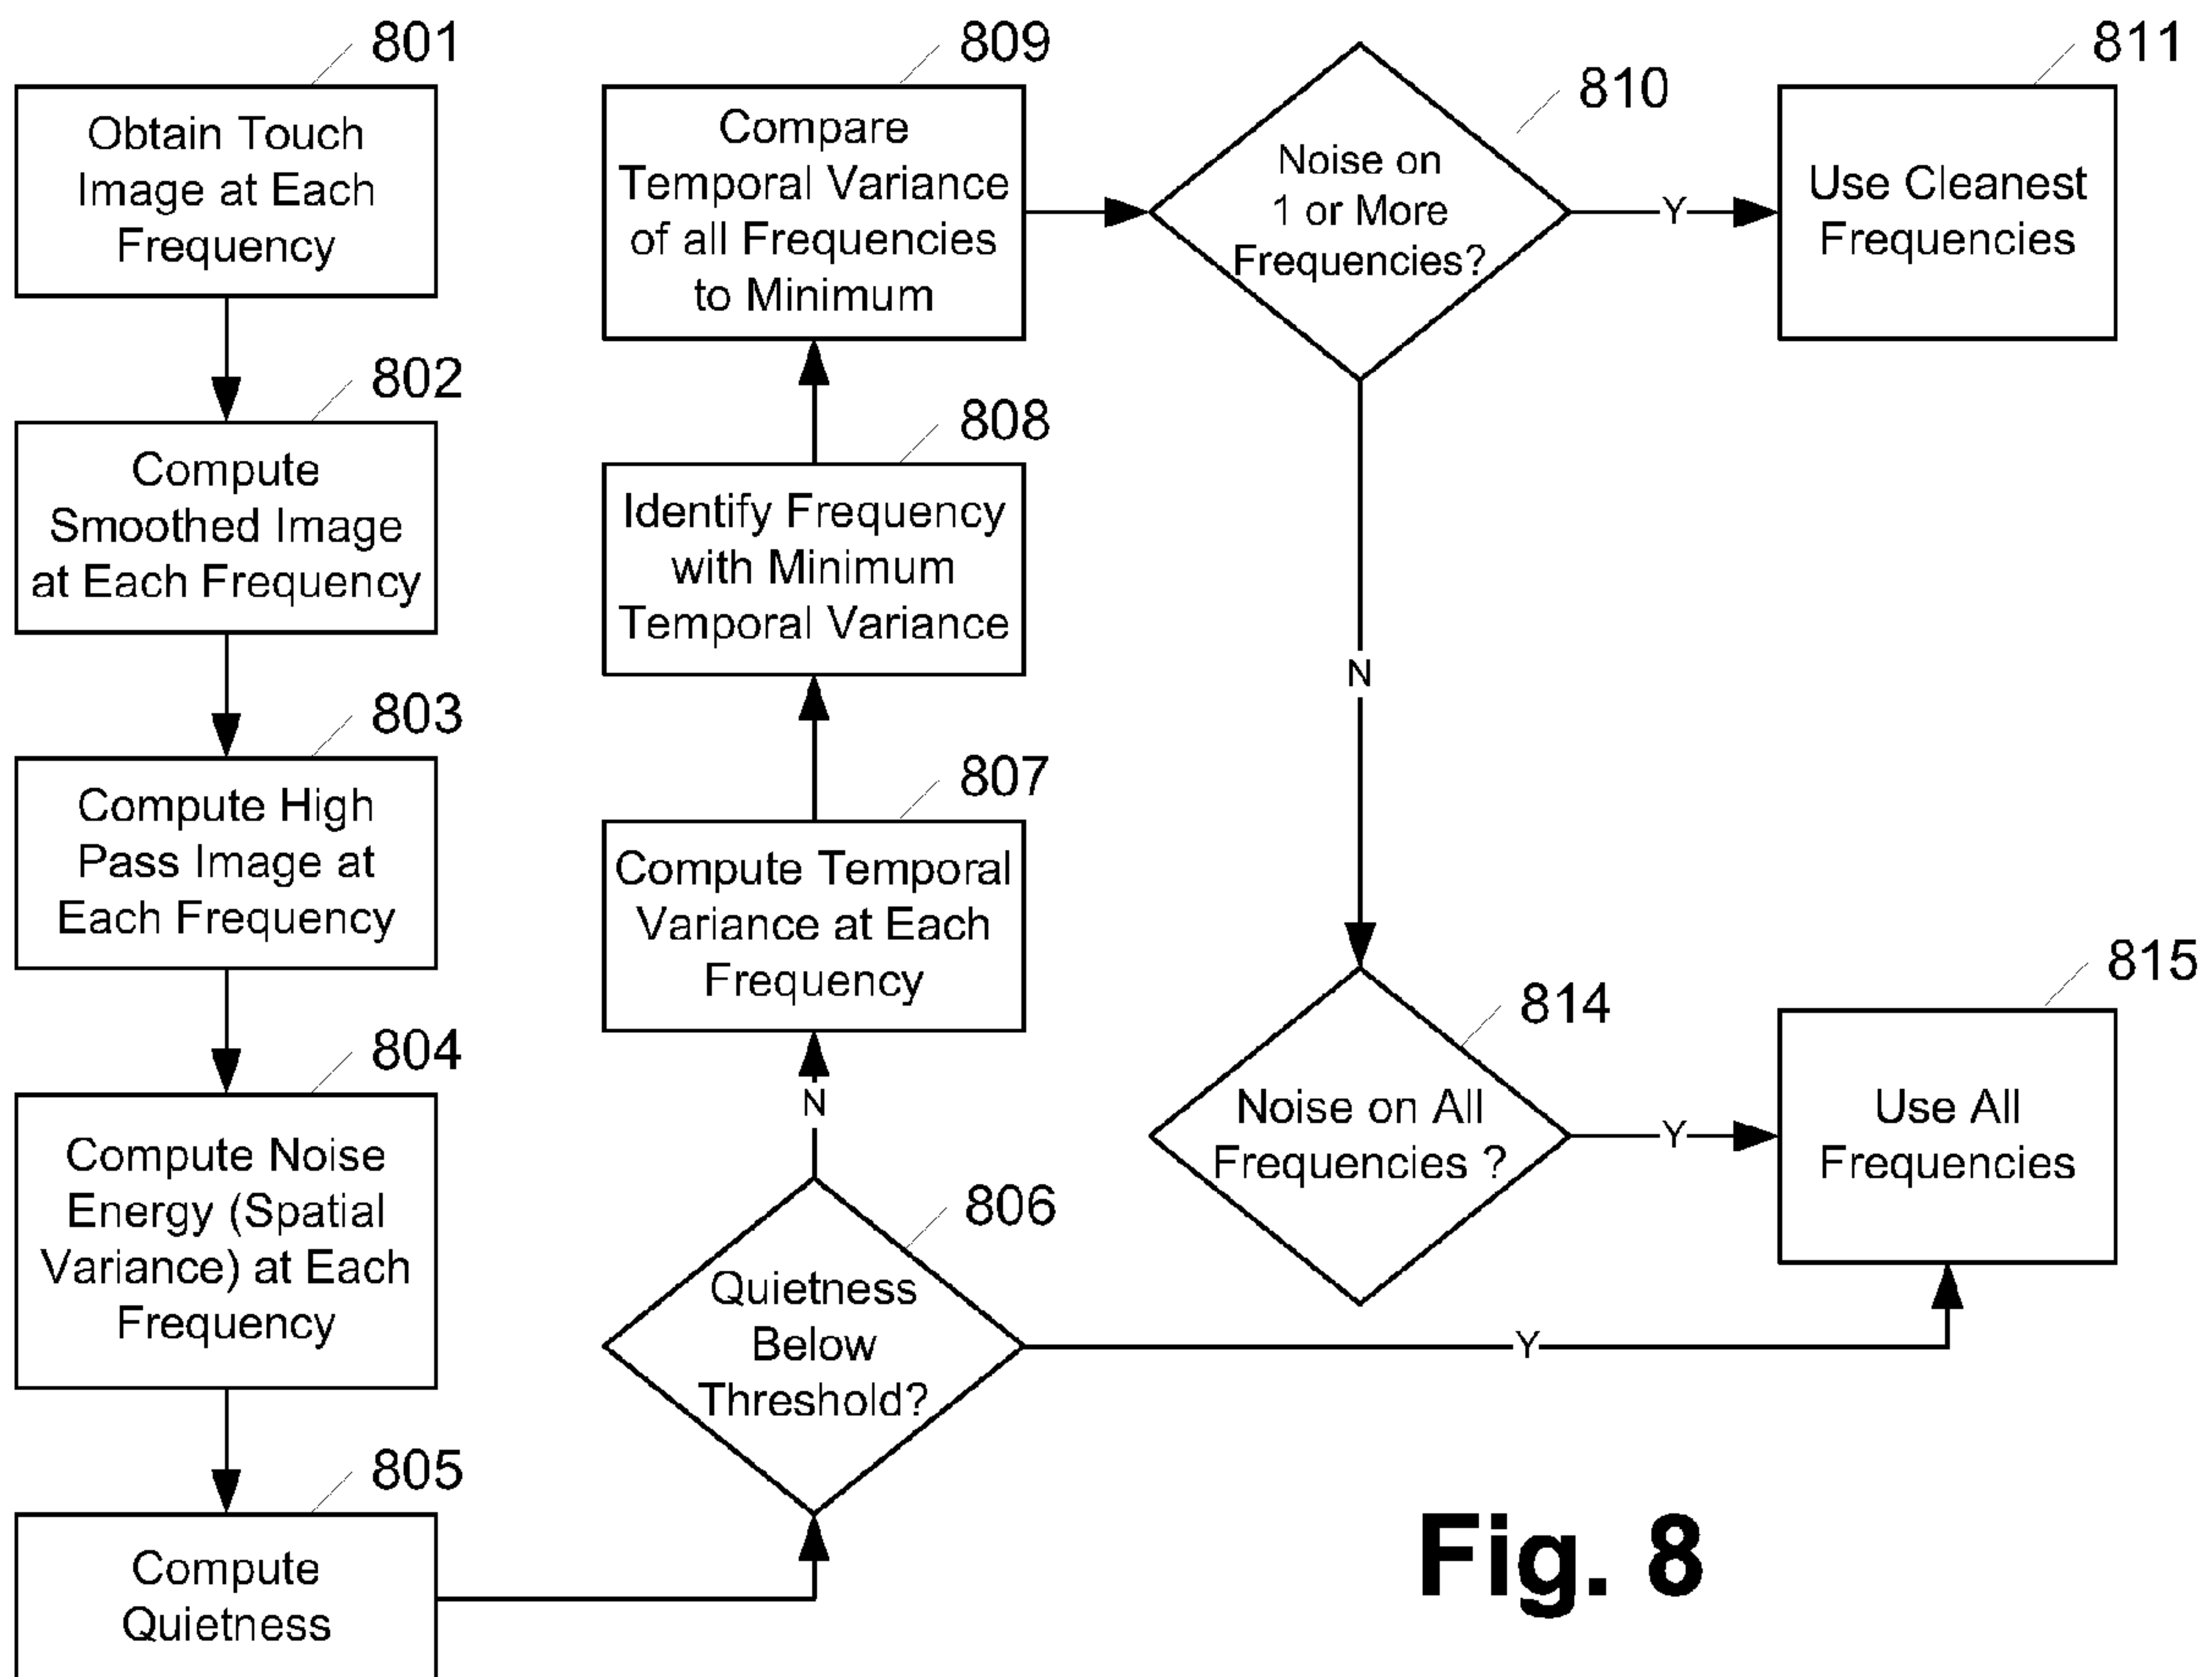 801
Obtain Touch
Image at Each
Frequency
802
Compute
Smoothed Image
at Each Frequency
803
Compute High
Pass Image at
Each Frequency
804
Compute Noise
Energy (Spatial
Variance) at Each
Frequency
805
Compute
Quietness
806
Quietness
Below
Threshold?
N
Y
807
Compute Temporal
Variance at Each
Frequency
808
Identify Frequency
with Minimum
Temporal Variance
809
Compare
Temporal Variance
of all Frequencies
to Minimum
810
Noise on
1 or More
Frequencies?
Y
N
811
Use Cleanest
Frequencies
814
Noise on All
Frequencies ?
Y
815
Use All
Frequencies
Fig. 8